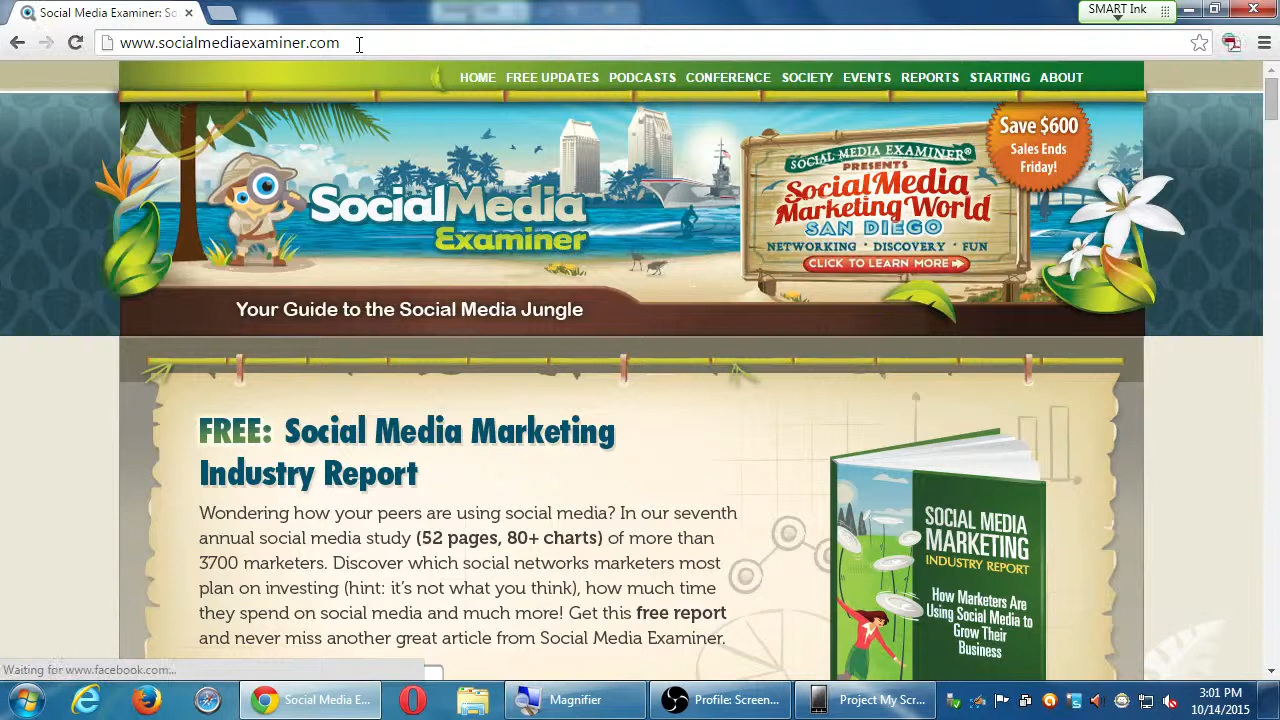 Social Media Examiner: So
SMART Ink
www.socialmediaexaminer.com
HOME FREE UPDATES PODCASTS CONFERENCE SOCIETY EVENTS REPORTS STARTING ABOUT
Save $600
Sales Ends
Friday!
SOCIAL MEDIA EXAMINER®
PRESENTS
Social Media
Marketing World
SAN DIEGO
NETWORKING · DISCOVERY · FUN
CLICK TO LEARN MORE
SocialMedia
Examiner
Your Guide to the Social Media Jungle
FREE: Social Media Marketing
Industry Report
Wondering how your peers are using social media? In our seventh
annual social media study (52 pages, 80+ charts) of more than
3700 marketers. Discover which social networks marketers most
plan on investing (hint: it's not what you think), how much time
they spend on social media and much more! Get this free report
and never miss another great article from Social Media Examiner.
SOCIAL MEDIA
MARKETING
INDUSTRY REPORT
How Marketers Are
Using Social Media to
Grow Their
Business
Waiting for www.facebook.com...
Social Media E...
Magnifier
Profile: Screen...
Project My Scr...
3:01 PM
10/14/2015